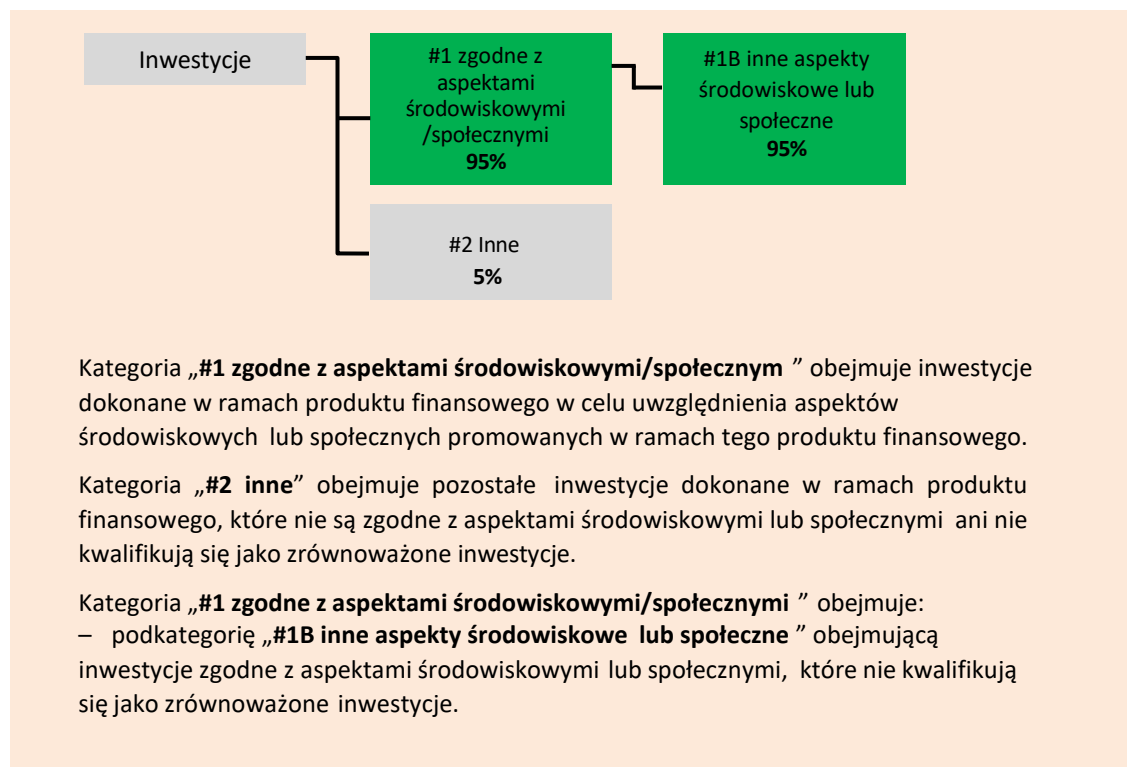 Inwestycje
#1 zgodne z
aspektami
środowiskowymi
/społecznymi
95%
#1B inne aspekty
środowiskowe lub
społeczne
95%
#2 Inne
5%
Kategoria „#1 zgodne z aspektami środowiskowymi/społecznym ” obejmuje inwestycje
dokonane w ramach produktu finansowego w celu uwzględnienia aspektów
środowiskowych lub społecznych promowanych w ramach tego produktu finansowego.
Kategoria „#2 inne” obejmuje pozostałe inwestycje dokonane w ramach produktu
finansowego, które nie są zgodne z aspektami środowiskowymi lub społecznymi ani nie
kwalifikują się jako zrównoważone inwestycje.
Kategoria „#1 zgodne z aspektami środowiskowymi/społecznymi ” obejmuje:
– podkategorię „#1B inne aspekty środowiskowe lub społeczne ” obejmującą
inwestycje zgodne z aspektami środowiskowymi lub społecznymi, które nie kwalifikują
się jako zrównoważone inwestycje.